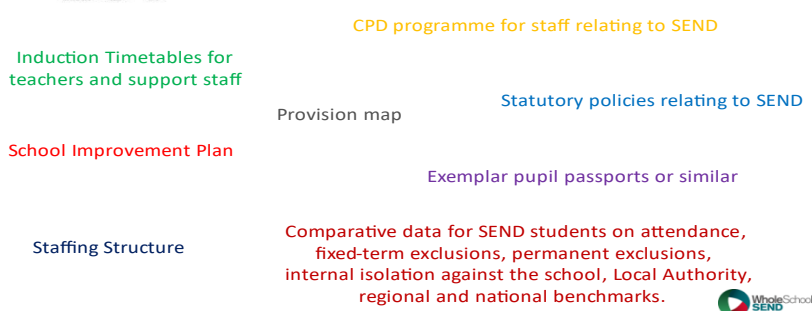 CPD programme for staff relating to SEND
Induction Timetables for
teachers and support staff
Statutory policies relating to SEND
Provision map
School Improvement Plan
Exemplar pupil passports or similar
Staffing Structure
Comparative data for SEND students on attendance,
fixed-term exclusions, permanent exclusions,
internal isolation against the school, Local Authority,
regional and national benchmarks.
WholeSchool
SEND